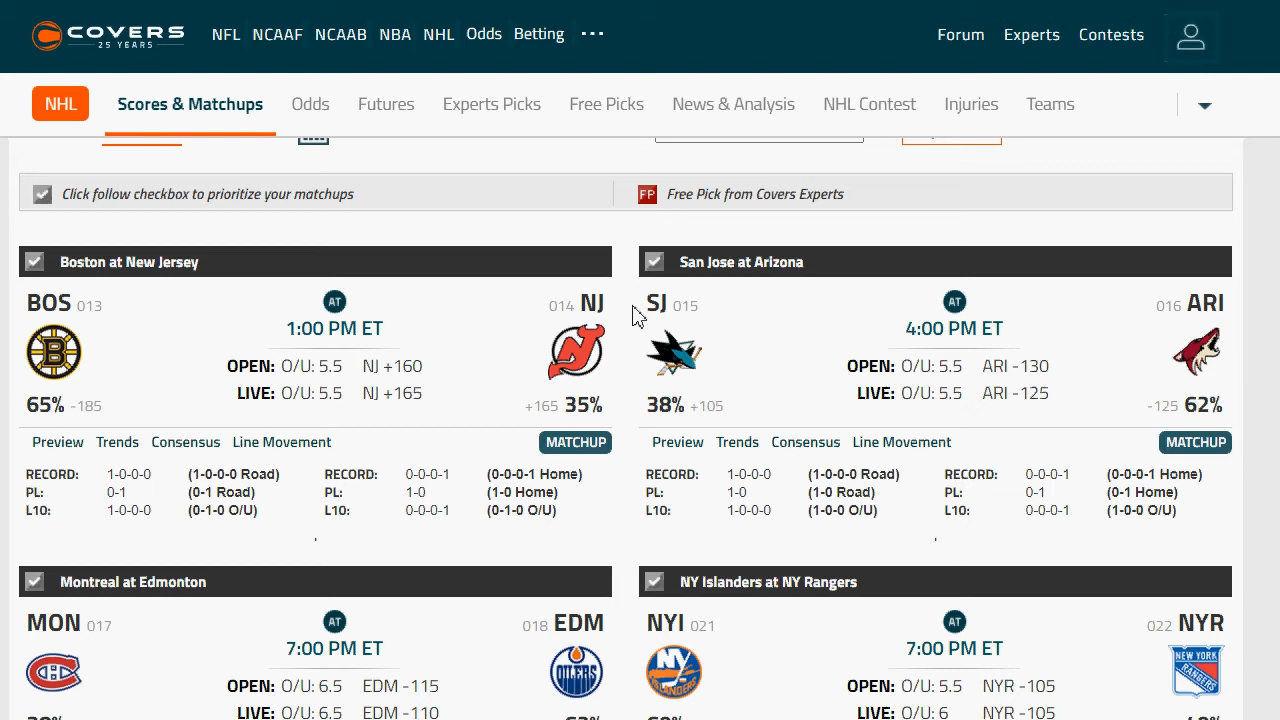 COVERS
25 YEARS
NFL NCAAF NCAAB NBA NHL Odds Betting ...
Forum Experts Contests
NHL Scores & Matchups Odds Futures Experts Picks Free Picks News & Analysis NHL Contest Injuries Teams
Click follow checkbox to prioritize your matchups
FP Free Pick from Covers Experts
Boston at New Jersey
BOS 013 AT 014 NJ
1:00 PM ET
OPEN: O/U: 5.5 NJ +160
LIVE: O/U: 5.5 NJ +165
65% -185 +165 35%
Preview Trends Consensus Line Movement MATCHUP
RECORD: 1-0-0-0 (1-0-0-0 Road) RECORD: 0-0-0-1 (0-0-0-1 Home)
PL: 0-1 (0-1 Road) PL: 1-0 (1-0 Home)
L10: 1-0-0-0 (0-1-0 O/U) L10: 0-0-0-1 (0-1-0 O/U)
San Jose at Arizona
SJ 015 AT 016 ARI
4:00 PM ET
OPEN: O/U: 5.5 ARI -130
LIVE: O/U: 5.5 ARI -125
38% +105 -125 62%
Preview Trends Consensus Line Movement MATCHUP
RECORD: 1-0-0-0 (1-0-0-0 Road) RECORD: 0-0-0-1 (0-0-0-1 Home)
PL: 1-0 (1-0 Road) PL: 0-1 (0-1 Home)
L10: 1-0-0-0 (1-0-0 O/U) L10: 0-0-0-1 (1-0-0 O/U)
Montreal at Edmonton
MON 017 AT 018 EDM
7:00 PM ET
OILERS
OPEN: O/U: 6.5 EDM -115
LIVE: O/U: 6.5 EDM -110
NY Islanders at NY Rangers
NYI 021 AT 022 NYR
7:00 PM ET
NY ISLANDERS
NEW YORK
RANGERS
OPEN: O/U: 5.5 NYR -105
LIVE: O/U: 6 NYR -105